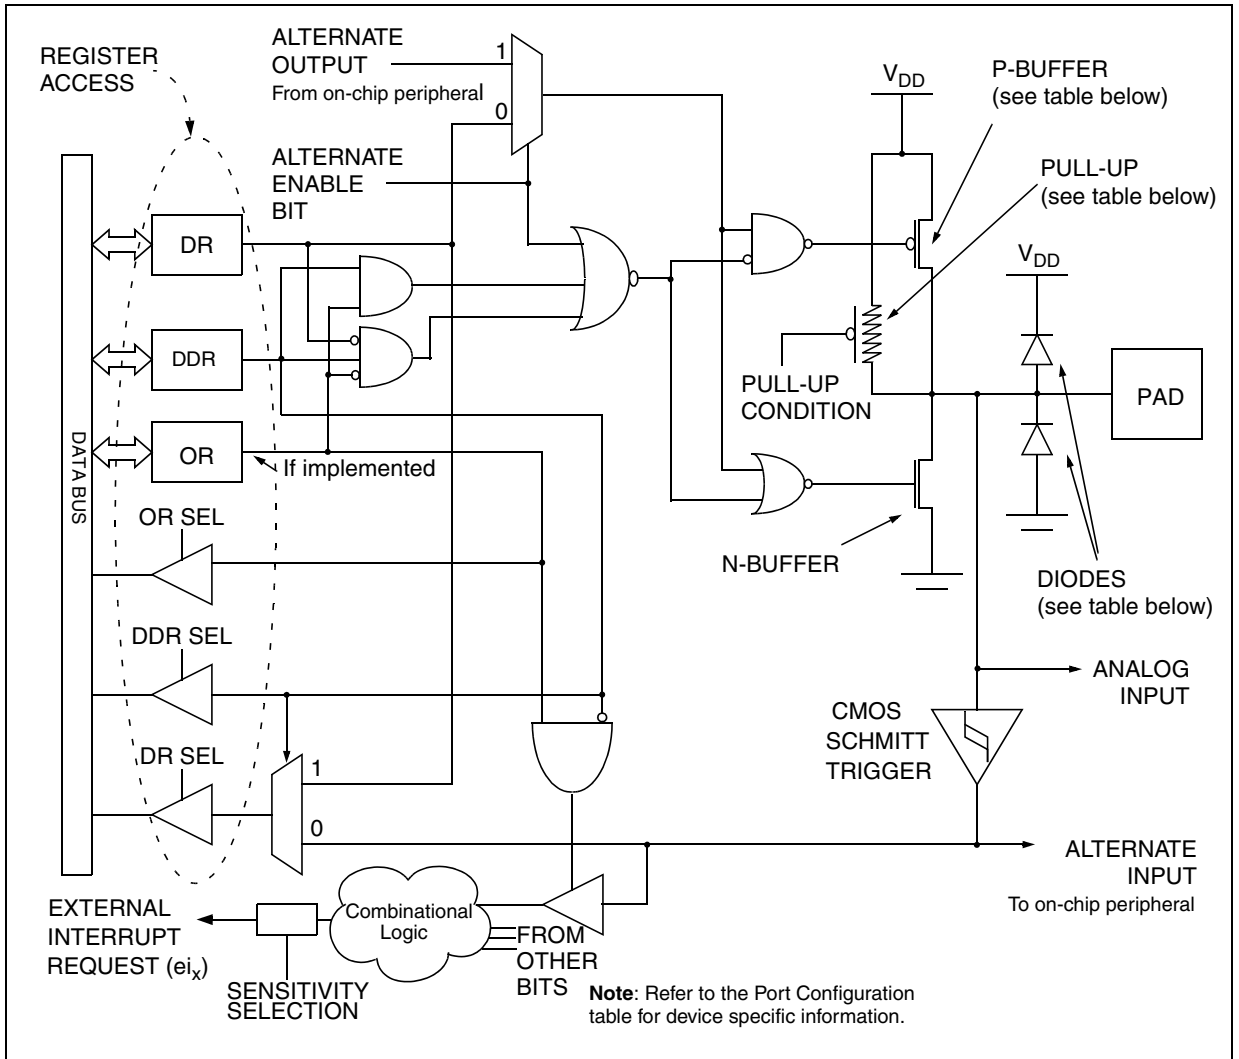 REGISTER
ACCESS
ALTERNATE
OUTPUT
From on-chip peripheral
1
0
ALTERNATE
ENABLE
BIT
VDD
P-BUFFER
(see table below)
PULL-UP
(see table below)
DR
DDR
OR
If implemented
DATA BUS
VDD
PULL-UP
CONDITION
PAD
N-BUFFER
DIODES
(see table below)
OR SEL
DDR SEL
DR SEL
1
0
CMOS
SCHMITT
TRIGGER
ANALOG
INPUT
ALTERNATE
INPUT
To on-chip peripheral
EXTERNAL
INTERRUPT
REQUEST (eix)
Combinational
Logic
SENSITIVITY
SELECTION
FROM
OTHER
BITS
Note: Refer to the Port Configuration
table for device specific information.